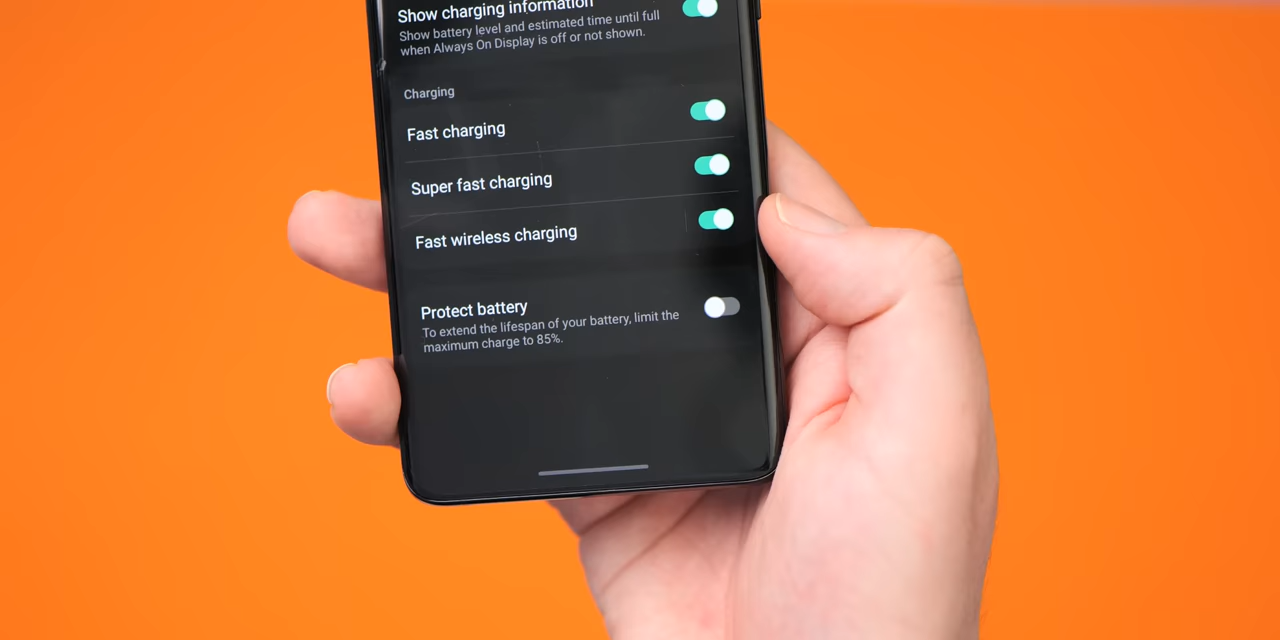 Show charging information
Show battery level and estimated time until full
when Always On Display is off or not shown.
Charging
Fast charging
Super fast charging
Fast wireless charging
Protect battery
To extend the lifespan of your battery, limit the
maximum charge to 85%.